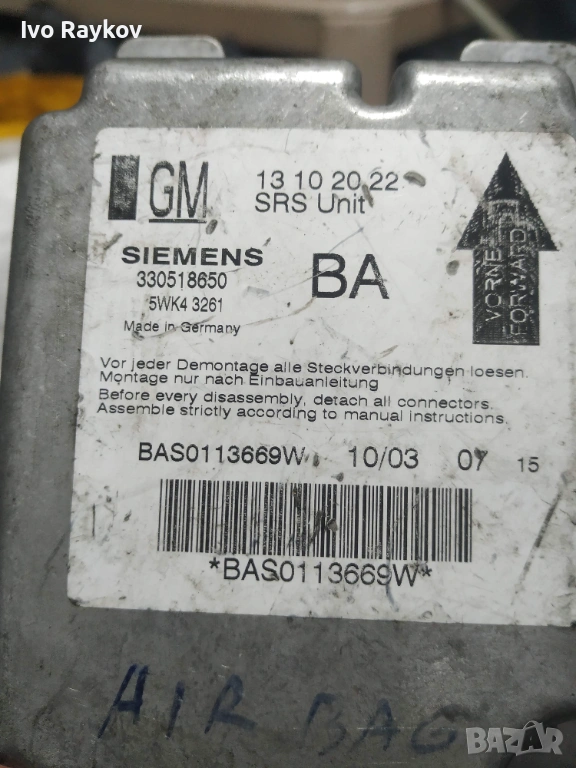 Ivo Raykov
GM
13 10 20 22
SRS Unit
SIEMENS
330518650
5WK4 3261
Made in Germany
BA
VORNE
FORWARD
Vor jeder Demontage alle Steckverbindungen loesen.
Montage nur nach Einbauanleitung
Before every disassembly, detach all connectors.
Assemble strictly according to manual instructions.
BAS0113669W 10/03 07 15
*BAS0113669W*
AIR BAG
BAZAR